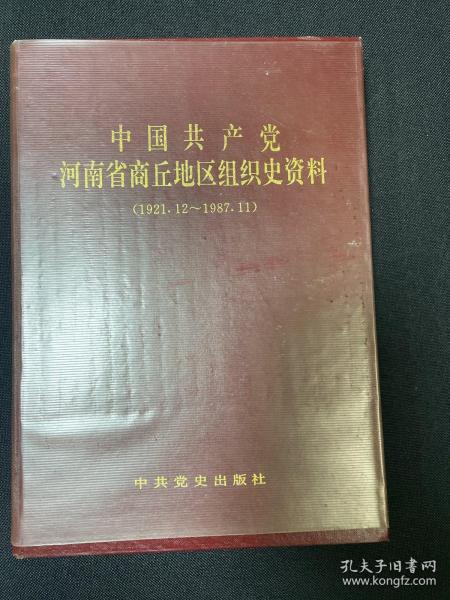 中国共产党
河南省商丘地区组织史资料
(1921.12～1987.11)
中共党史出版社
孔夫子旧书网
www.kongfz.com